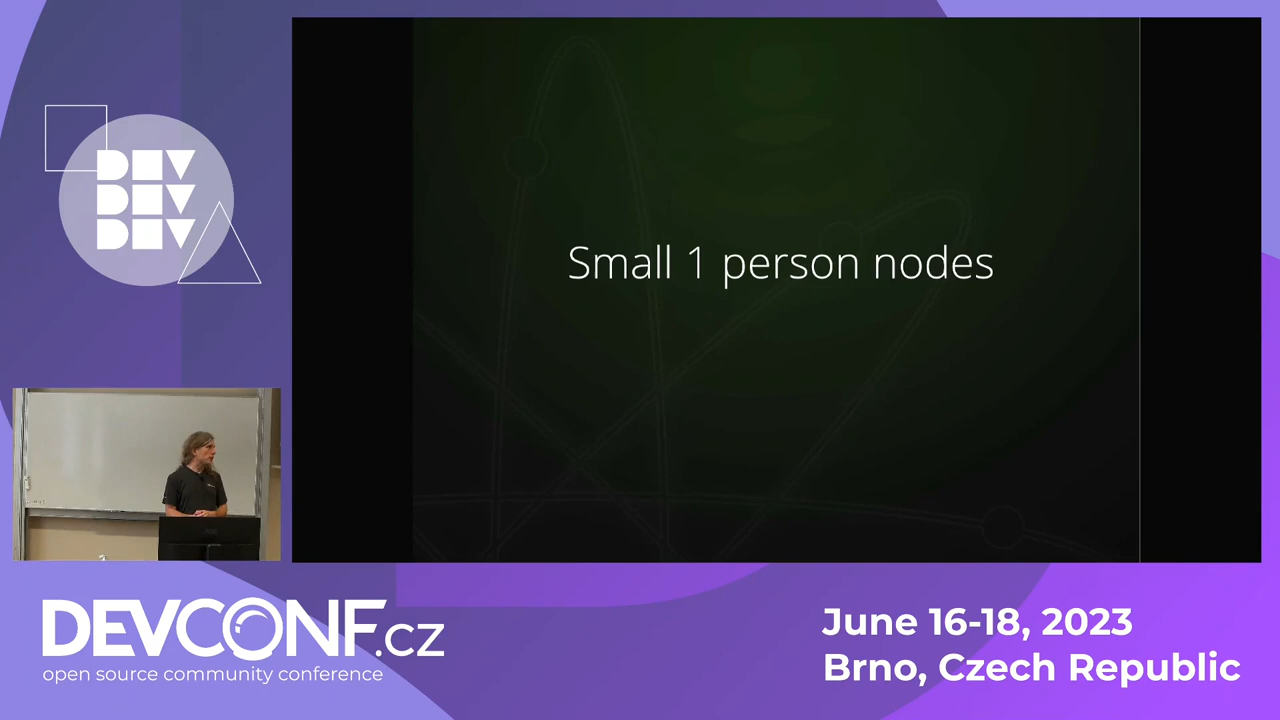 DEV
DEV
DEV
Small 1 person nodes
DEVCONF.cz
open source community conference
June 16-18, 2023
Brno, Czech Republic